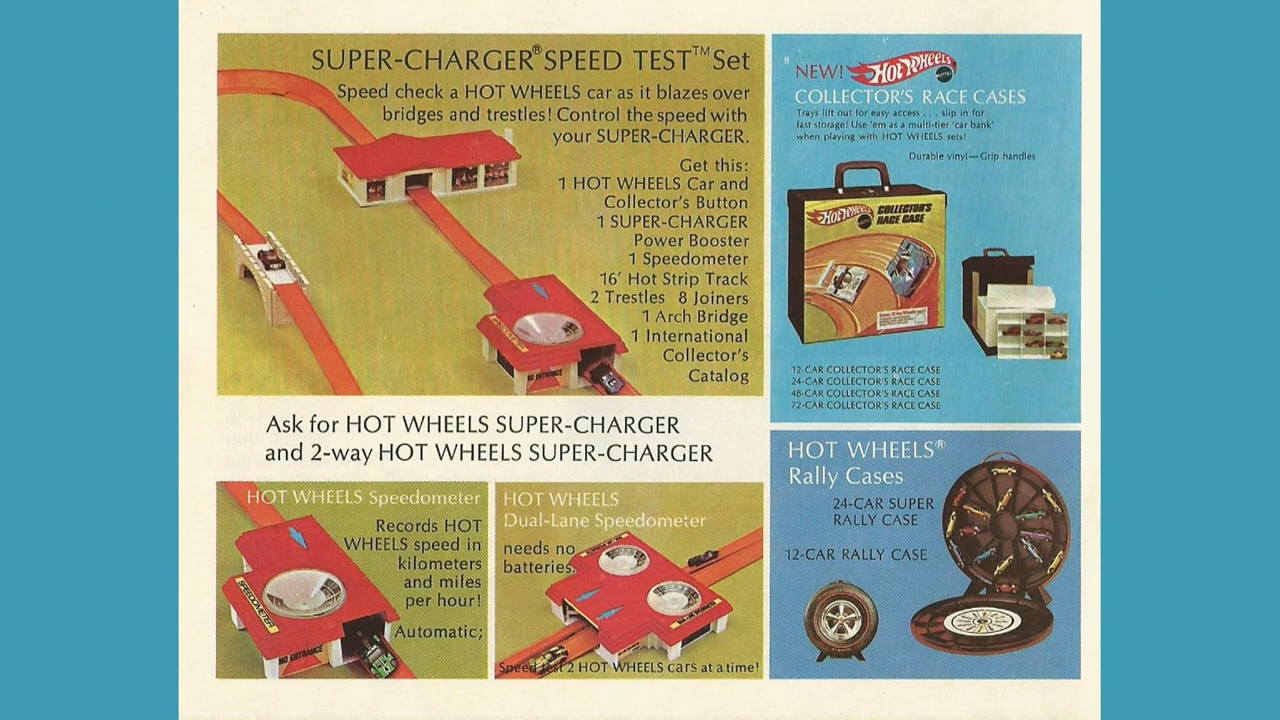 SUPER-CHARGER® SPEED TEST™ Set
Speed check a HOT WHEELS car as it blazes over
bridges and trestles! Control the speed with
your SUPER-CHARGER.
Get this:
1 HOT WHEELS Car and
Collector's Button
1 SUPER-CHARGER
Power Booster
1 Speedometer
16' Hot Strip Track
2 Trestles 8 Joiners
1 Arch Bridge
1 International
Collector's
Catalog
NO ENTRANCE
Ask for HOT WHEELS SUPER-CHARGER
and 2-way HOT WHEELS SUPER-CHARGER
HOT WHEELS Speedometer
Records HOT
WHEELS speed in
kilometers
and miles
per hour!
Automatic;
SPEEDOMETER
NO ENTRANCE
HOT WHEELS
Dual-Lane Speedometer
needs no
batteries.
Speed test 2 HOT WHEELS cars at a time!
8
NEW! Hot Wheels
COLLECTOR'S RACE CASES
Trays lift out for easy access . . . slip in for
fast storage! Use 'em as a multi-tier 'car bank'
when playing with HOT WHEELS sets!
Durable vinyl—Grip handles
Hot Wheels
COLLECTOR'S
RACE CASE
12-CAR COLLECTOR'S RACE CASE
24-CAR COLLECTOR'S RACE CASE
48-CAR COLLECTOR'S RACE CASE
72-CAR COLLECTOR'S RACE CASE
HOT WHEELS®
Rally Cases
24-CAR SUPER
RALLY CASE
12-CAR RALLY CASE